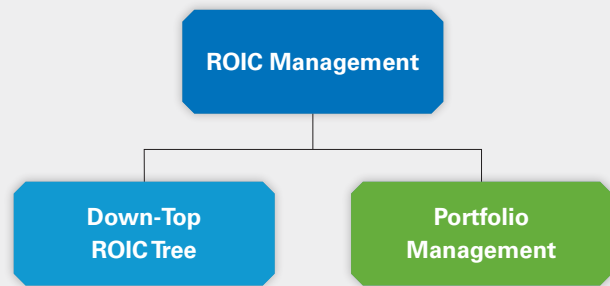 ROIC Management
Down-Top
ROIC Tree
Portfolio
Management